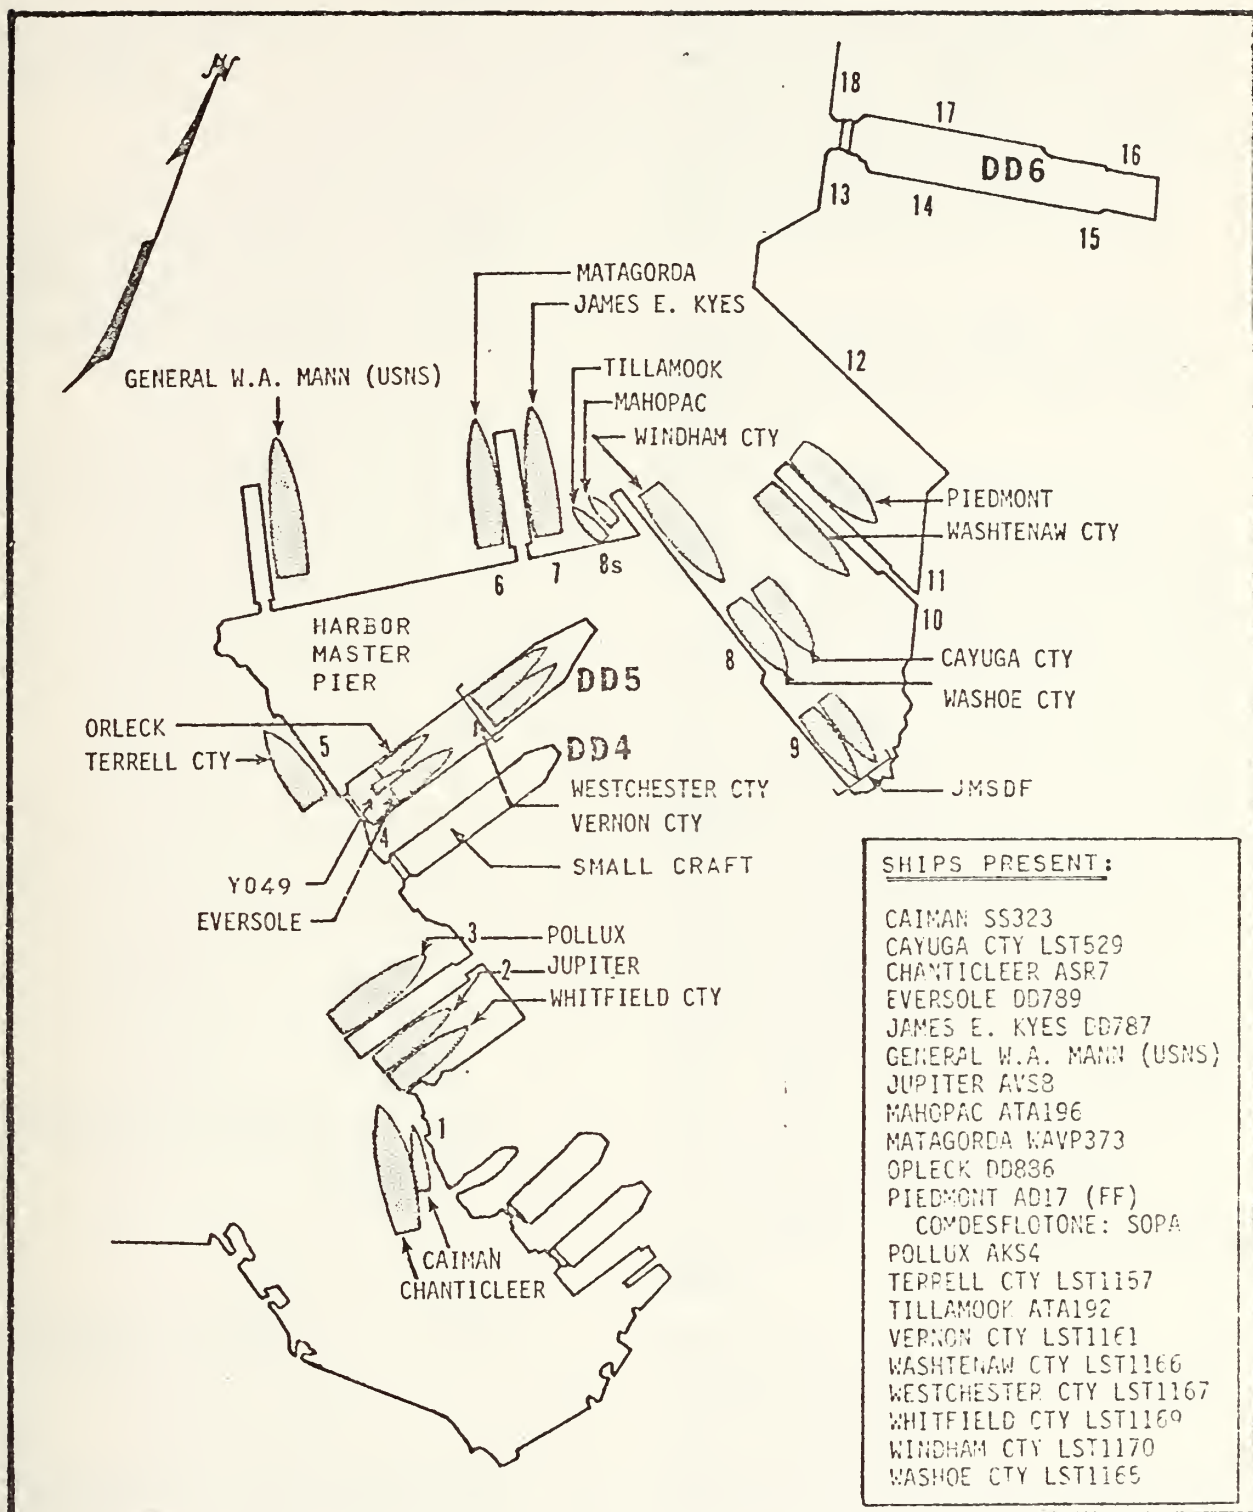 N
18
17
16
DD6
13
14
15
MATAGORDA
JAMES E. KYES
12
TILLAMOOK
GENERAL W.A. MANN (USNS)
MAHOPAC
WINDHAM CTY
PIEDMONT
WASHTENAW CTY
6
7
8s
11
10
HARBOR
MASTER
PIER
8
CAYUGA CTY
DD5
WASHOE CTY
ORLECK
5
DD4
9
TERRELL CTY
WESTCHESTER CTY
JMSDF
VERNON CTY
4
SMALL CRAFT
YO49
EVERSOLE
3
POLLUX
2
JUPITER
WHITFIELD CTY
1
CAIMAN
CHANTICLEER
SHIPS PRESENT:
CAIMAN SS323
CAYUGA CTY LST529
CHANTICLEER ASR7
EVERSOLE DD789
JAMES E. KYES DD787
GENERAL W.A. MANN (USNS)
JUPITER AVS8
MAHOPAC ATA196
MATAGORDA WAVP373
OPLECK DD886
PIEDMONT AD17 (FF)
COMDESFLOTONE: SOPA
POLLUX AKS4
TERRELL CTY LST1157
TILLAMOOK ATA192
VERNON CTY LST1161
WASHTENAW CTY LST1166
WESTCHESTER CTY LST1167
WHITFIELD CTY LST1169
WINDHAM CTY LST1170
WASHOE CTY LST1165